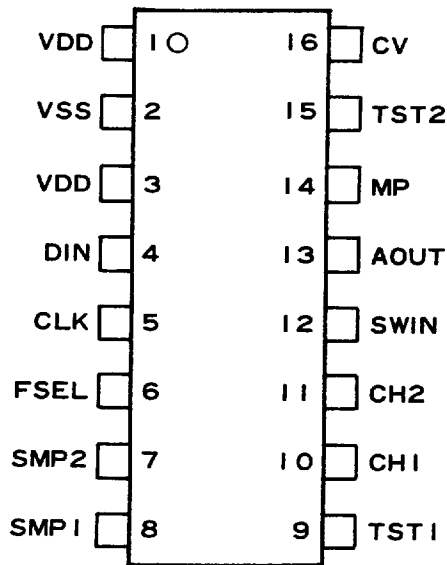 VDD 1 16 CV
VSS 2 15 TST2
VDD 3 14 MP
DIN 4 13 AOUT
CLK 5 12 SWIN
FSEL 6 11 CH2
SMP2 7 10 CH1
SMP1 8 9 TST1